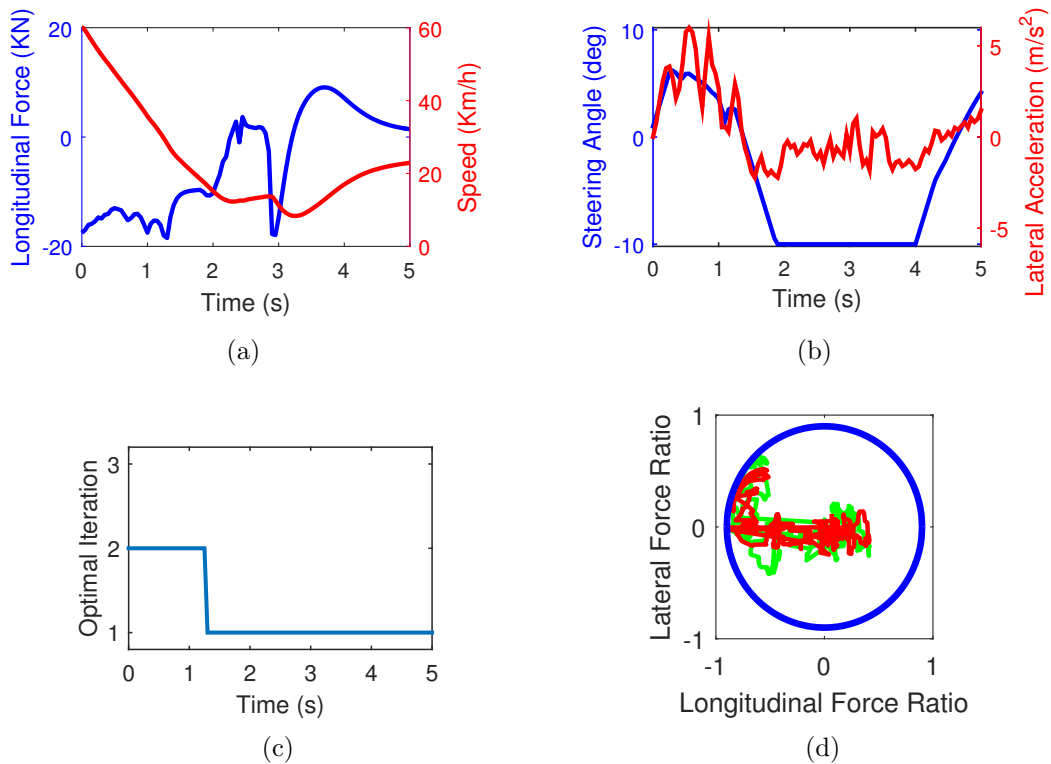 20
0
-20
Longitudinal Force (KN)
60
40
20
0
Speed (Km/h)
0 1 2 3 4 5
Time (s)
(a)
10
0
-10
Steering Angle (deg)
5
0
-5
Lateral Acceleration (m/s²)
0 1 2 3 4 5
Time (s)
(b)
3
2
1
Optimal Iteration
0 1 2 3 4 5
Time (s)
(c)
1
0
-1
Lateral Force Ratio
-1 0 1
Longitudinal Force Ratio
(d)